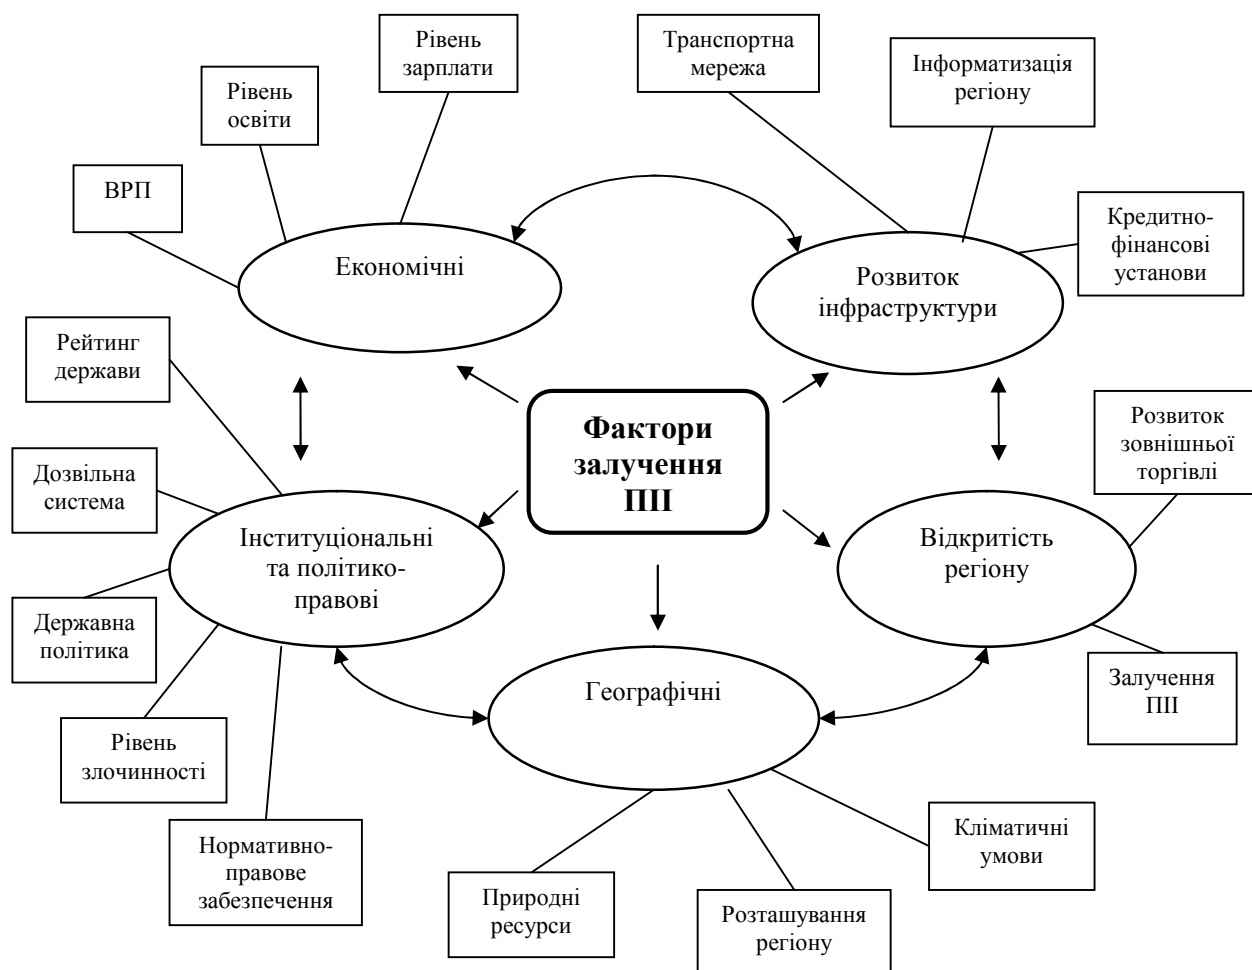 Рівень
зарплати
Транспортна
мережа
Інформатизація
регіону
Рівень
освіти
ВРП
Кредитно-
фінансові
установи
Економічні
Розвиток
інфраструктури
Рейтинг
держави
Фактори
залучення
ПІІ
Розвиток
зовнішньої
торгівлі
Дозвільна
система
Інституціональні
та політико-
правові
Відкритість
регіону
Державна
політика
Географічні
Залучення
ПІІ
Рівень
злочинності
Кліматичні
умови
Нормативно-
правове
забезпечення
Природні
ресурси
Розташування
регіону